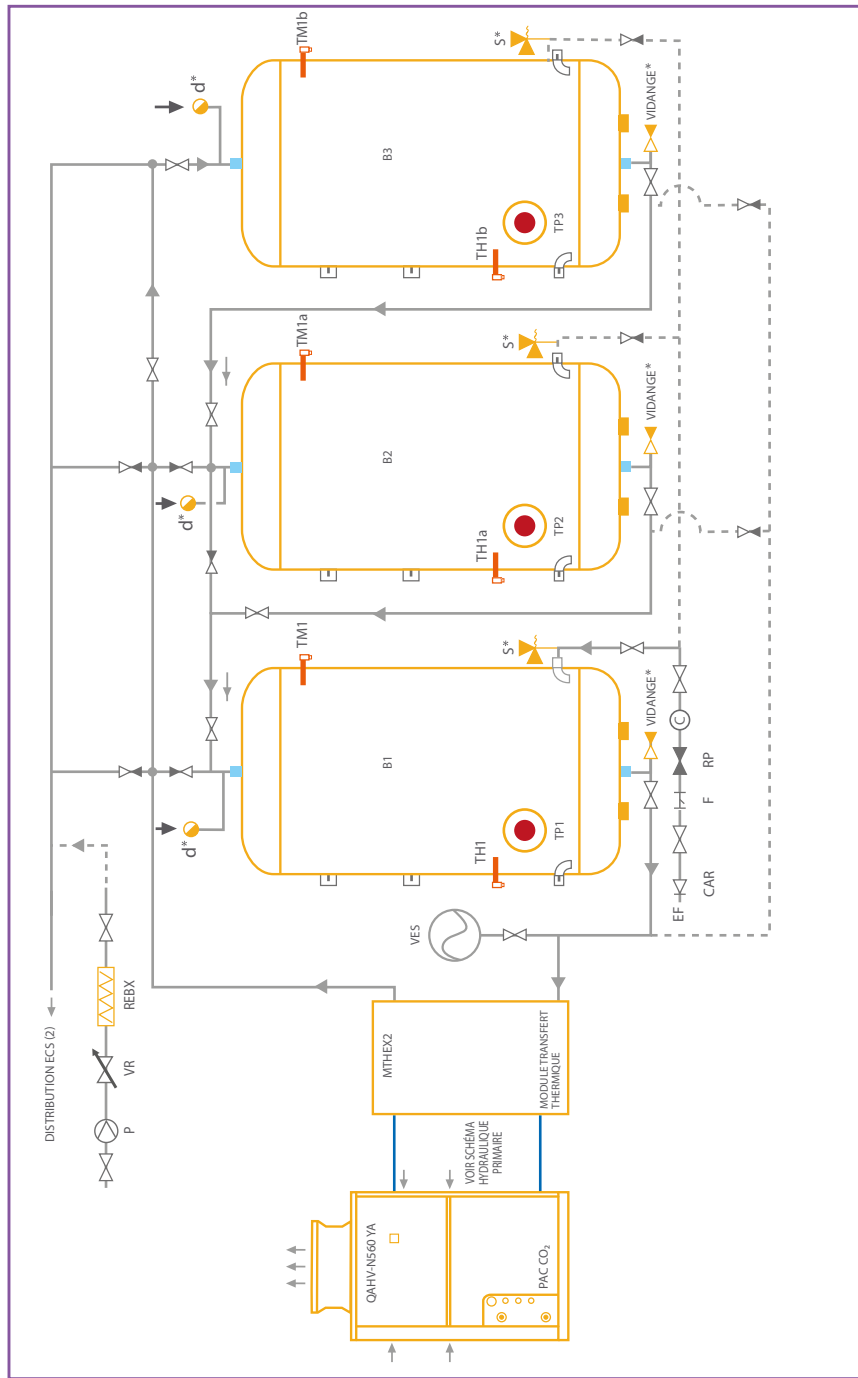 DISTRIBUTION ECS (2)
P
VR
REBX
QAHV-N560 YA
PAC CO₂
VOIR SCHÉMA
HYDRAULIQUE
PRIMAIRE
MTHEX2
MODULE TRANSFERT
THERMIQUE
VES
d*
TM1
B1
TH1
TP1
S*
VIDANGE*
EF
CAR
F
RP
C
d*
TM1a
B2
TH1a
TP2
S*
VIDANGE*
d*
TM1b
B3
TH1b
TP3
S*
VIDANGE*